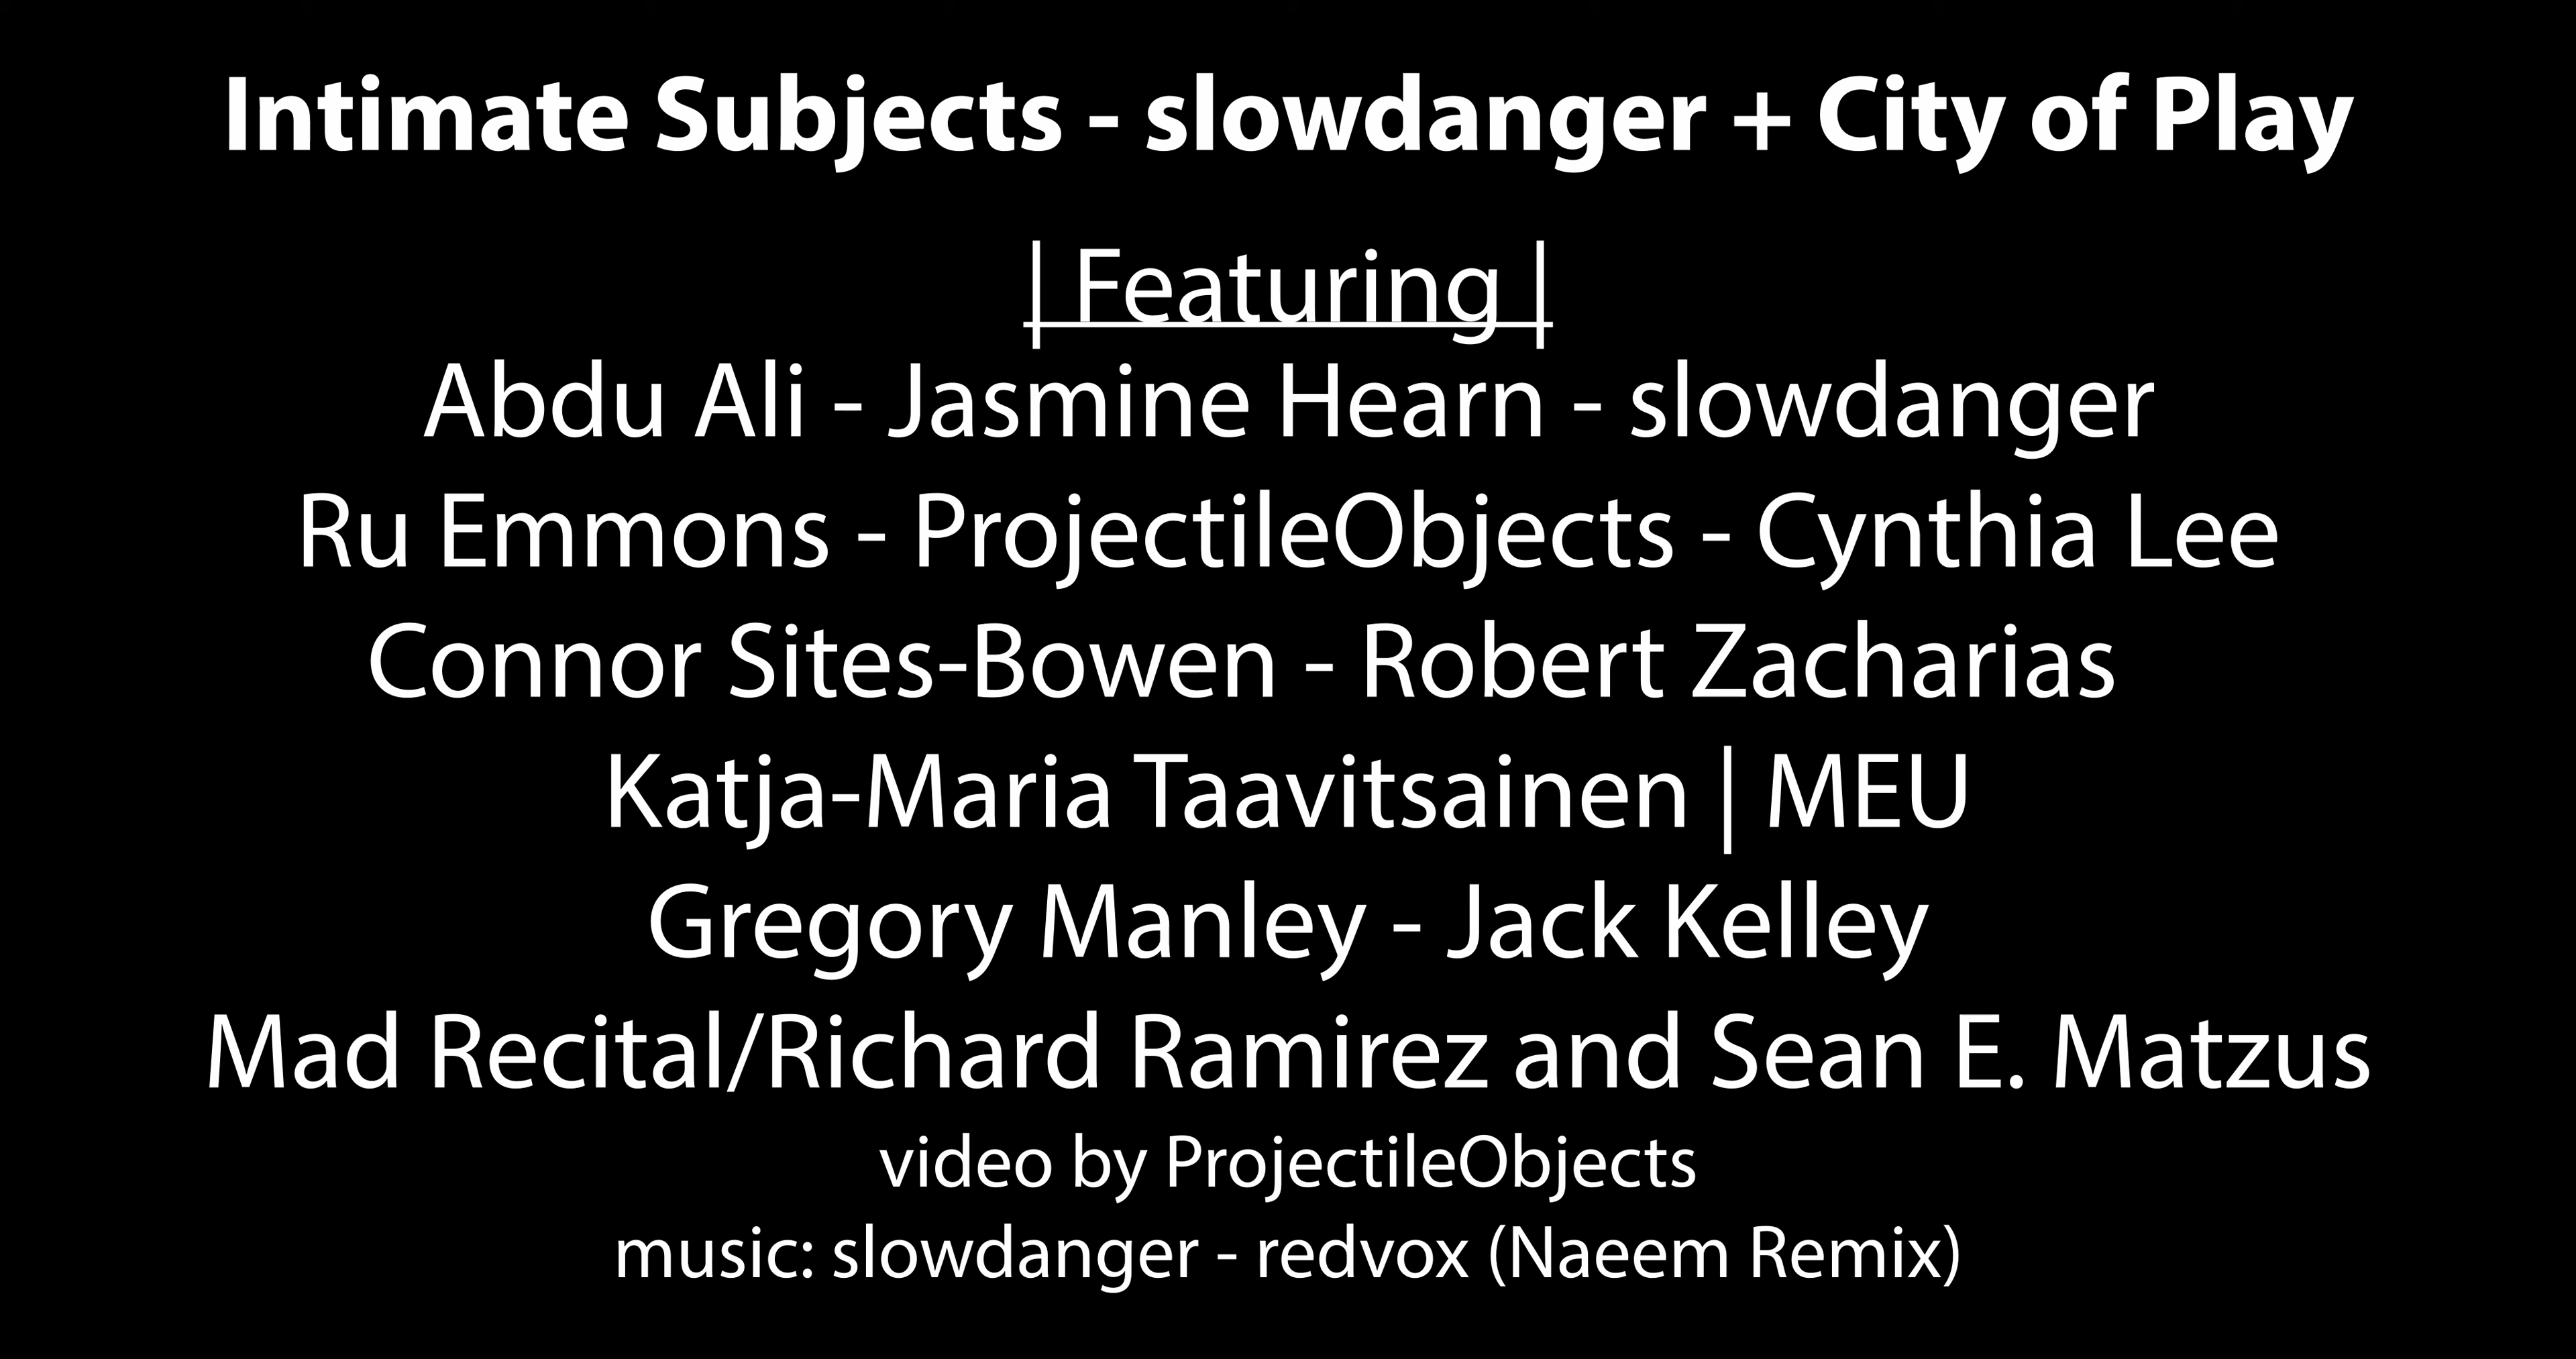 Intimate Subjects - slowdanger + City of Play
| Featuring |
Abdu Ali - Jasmine Hearn - slowdanger
Ru Emmons - ProjectileObjects - Cynthia Lee
Connor Sites-Bowen - Robert Zacharias
Katja-Maria Taavitsainen | MEU
Gregory Manley - Jack Kelley
Mad Recital/Richard Ramirez and Sean E. Matzus
video by ProjectileObjects
music: slowdanger - redvox (Naeem Remix)